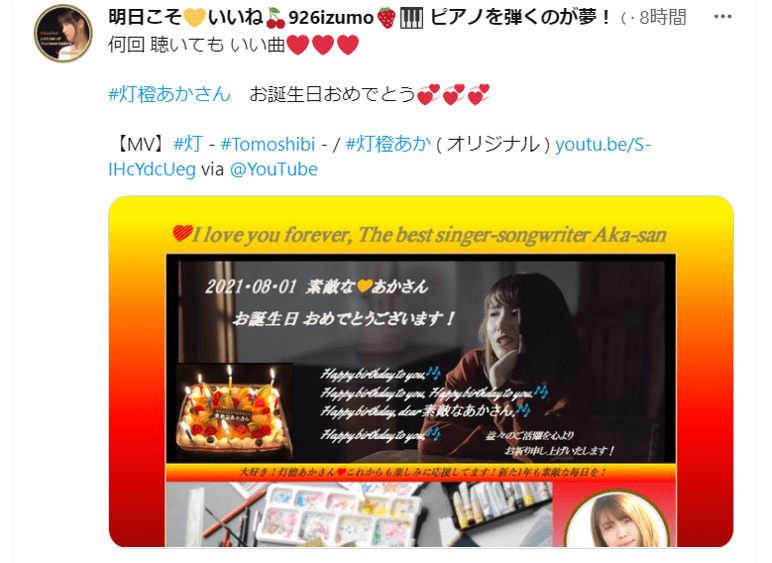 明日こそ💛いいね🍒926izumo🍓🎹 ピアノを弾くのが夢！ ( · 8時間
何回 聴いても いい曲❤❤❤
#灯橙あかさん　お誕生日おめでとう💞💞💞
【MV】#灯 - #Tomoshibi - / #灯橙あか ( オリジナル ) youtu.be/S-
IHcYdcUeg via @YouTube
❤I love you forever, The best singer-songwriter Aka-san
2021・08・01 素敵な💛あかさん
お誕生日 おめでとうございます！
Happy birthday to you,🎶
Happy birthday to you, Happy birthday to you,🎶
Happy birthday, dear 素敵なあかさん,🎶
Happy birthday to you,🎶
益々のご活躍を心より
お祈り申し上げいたします！
素敵なあかさん
大好き！灯橙あかさん❤これからも楽しみに応援してます！新たな1年も素敵な毎日を！